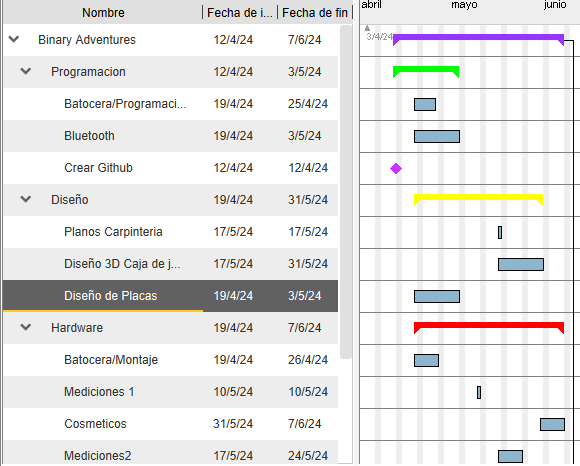 Nombre Fecha de i... Fecha de fin abril mayo junio
3/4/24
Binary Adventures 12/4/24 7/6/24
Programacion 12/4/24 3/5/24
Batocera/Programaci... 19/4/24 25/4/24
Bluetooth 19/4/24 3/5/24
Crear Github 12/4/24 12/4/24
Diseño 19/4/24 31/5/24
Planos Carpinteria 17/5/24 17/5/24
Diseño 3D Caja de j... 17/5/24 31/5/24
Diseño de Placas 19/4/24 3/5/24
Hardware 19/4/24 7/6/24
Batocera/Montaje 19/4/24 26/4/24
Mediciones 1 10/5/24 10/5/24
Cosmeticos 31/5/24 7/6/24
Mediciones2 17/5/24 24/5/24